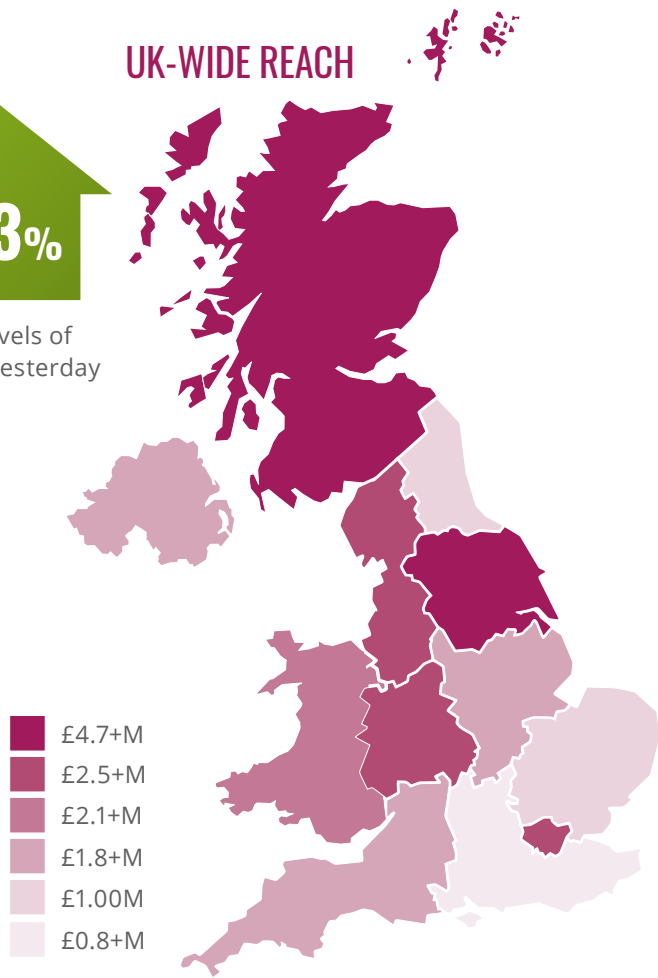 UK-WIDE REACH
3%
vels of
esterday
£4.7+M
£2.5+M
£2.1+M
£1.8+M
£1.00M
£0.8+M